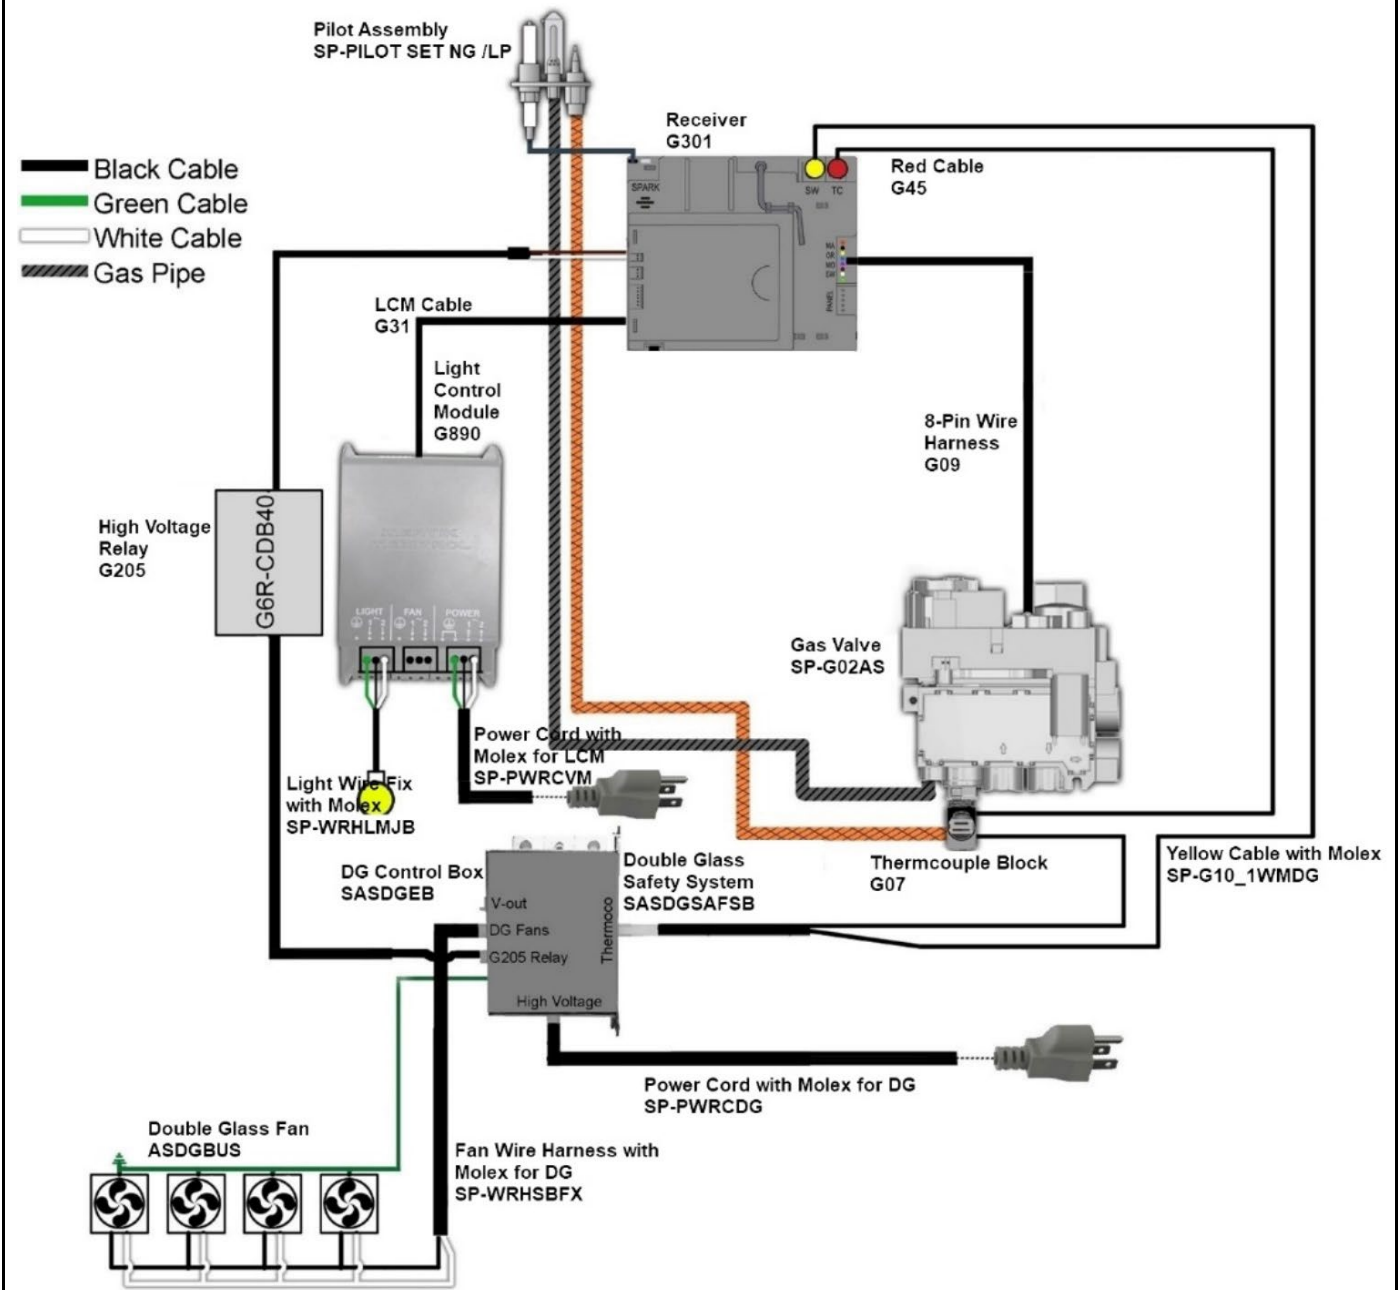 Pilot Assembly
SP-PILOT SET NG /LP
Receiver
G301
Black Cable
Green Cable
White Cable
Gas Pipe
SPARK
SW TC
Red Cable
G45
MA
OR
MO
SW
PANEL
LCM Cable
G31
Light
Control
Module
G890
8-Pin Wire
Harness
G09
High Voltage
Relay
G205
G6R-CDB40
LIGHT FAN POWER
Gas Valve
SP-G02AS
Power Cord with
Molex for LCM
SP-PWRCVM
Light Wire Fix
with Molex
SP-WRHLMJB
DG Control Box
SASDGEB
Double Glass
Safety System
SASDGSAFSB
Thermcouple Block
G07
Yellow Cable with Molex
SP-G10_1WMDG
V-out
DG Fans
G205 Relay
Thermoco
High Voltage
Power Cord with Molex for DG
SP-PWRCDG
Double Glass Fan
ASDGBUS
Fan Wire Harness with
Molex for DG
SP-WRHSBFX